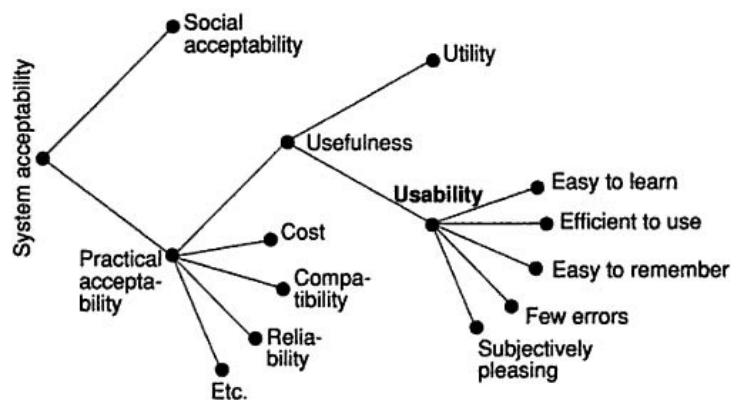 System acceptability
Social
acceptability
Utility
Usefulness
Usability
Easy to learn
Efficient to use
Easy to remember
Few errors
Subjectively
pleasing
Practical
accepta-
bility
Cost
Compa-
tibility
Relia-
bility
Etc.